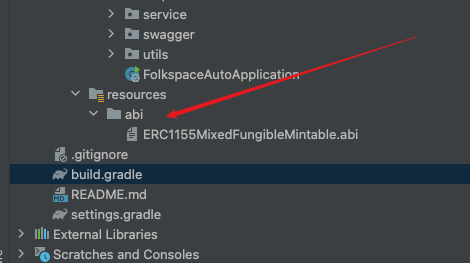 service
swagger
utils
FolkspaceAutoApplication
resources
abi
ERC1155MixedFungibleMintable.abi
.gitignore
build.gradle
README.md
settings.gradle
External Libraries
Scratches and Consoles